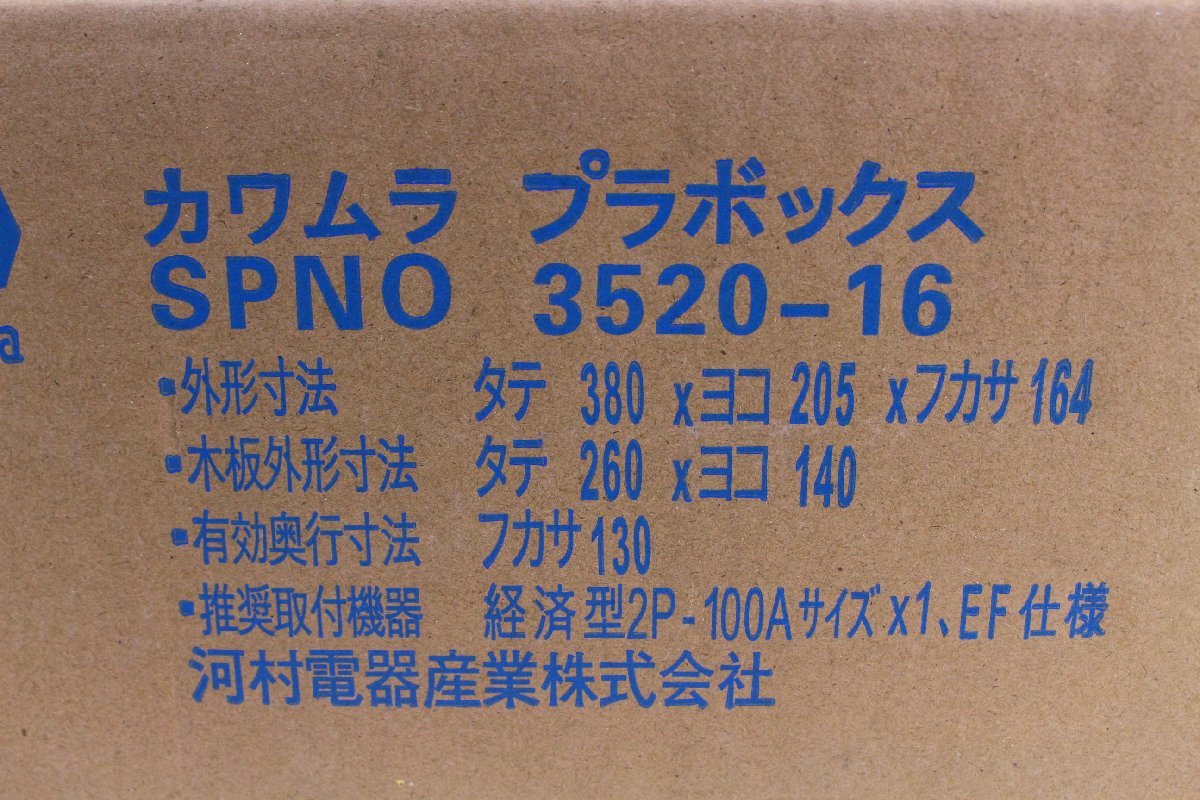 カワムラ プラボックス
SPNO 3520-16
▪外形寸法 タテ 380 xヨコ 205 xフカサ 164
▪木板外形寸法 タテ 260 xヨコ 140
▪有効奥行寸法 フカサ130
▪推奨取付機器 経済型2P-100Aサイズx1、EF仕様
河村電器産業株式会社
a